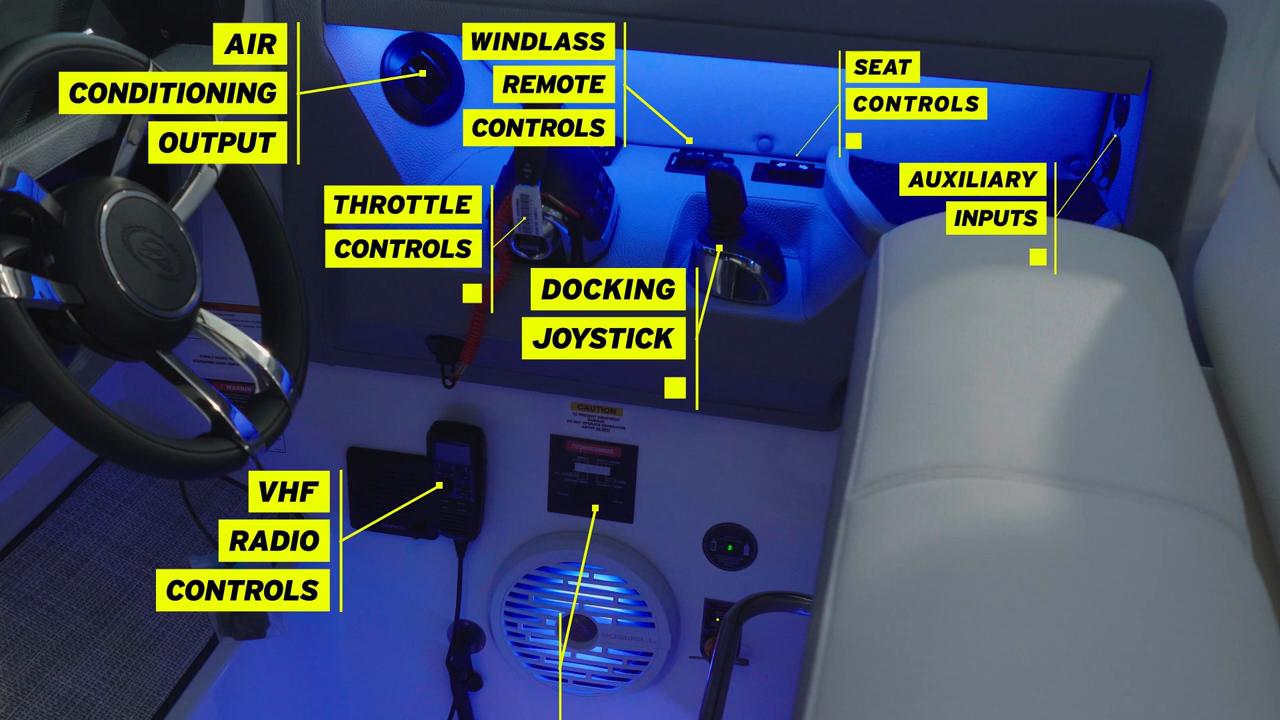 AIR
CONDITIONING
OUTPUT
WINDLASS
REMOTE
CONTROLS
SEAT
CONTROLS
AUXILIARY
INPUTS
THROTTLE
CONTROLS
DOCKING
JOYSTICK
CAUTION
VHF
RADIO
CONTROLS